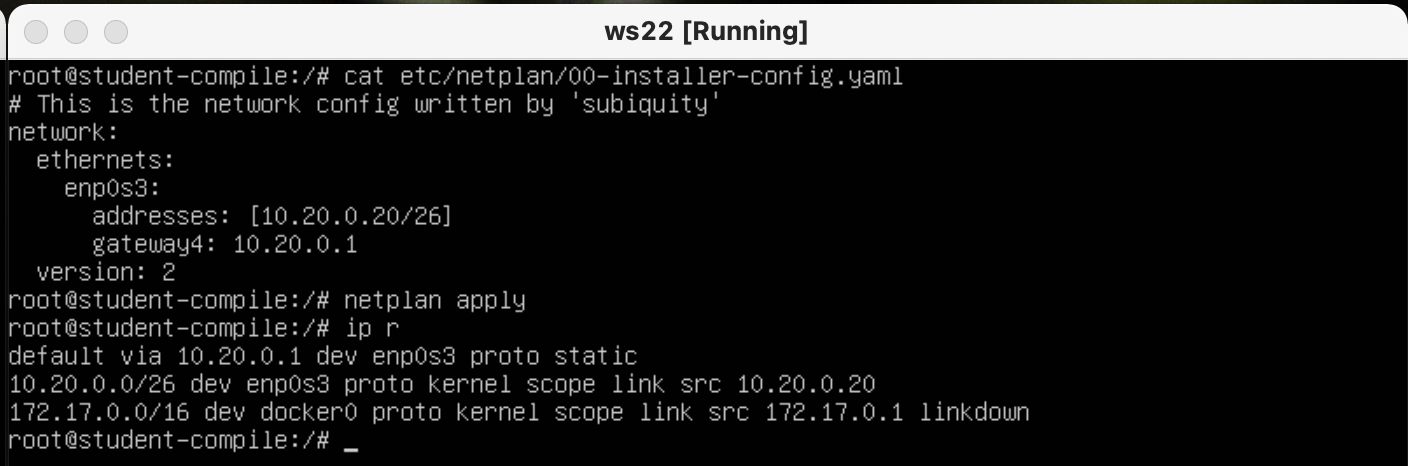 ws22 [Running]
root@student-compile:/# cat etc/netplan/00-installer-config.yaml
# This is the network config written by 'subiquity'
network:
  ethernets:
    enp0s3:
      addresses: [10.20.0.20/26]
      gateway4: 10.20.0.1
  version: 2
root@student-compile:/# netplan apply
root@student-compile:/# ip r
default via 10.20.0.1 dev enp0s3 proto static
10.20.0.0/26 dev enp0s3 proto kernel scope link src 10.20.0.20
172.17.0.0/16 dev docker0 proto kernel scope link src 172.17.0.1 linkdown
root@student-compile:/# _